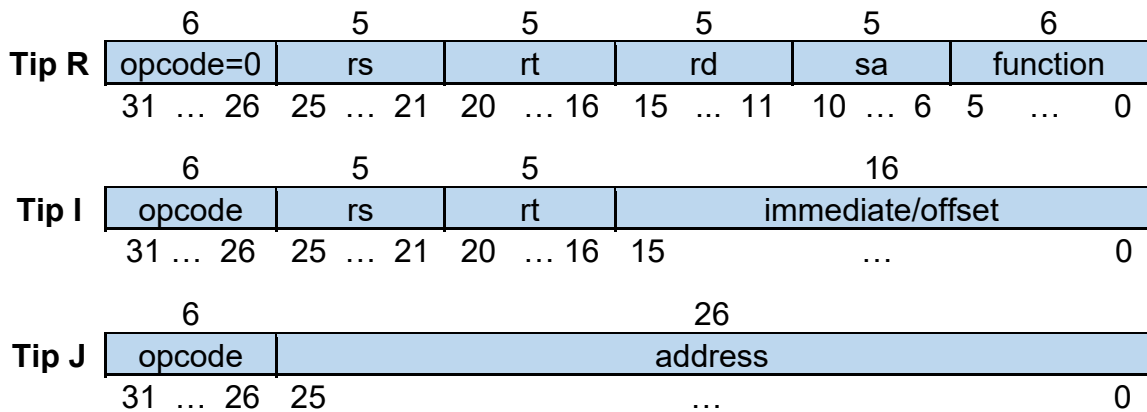 6 5 5 5 5 6
Tip R opcode=0 rs rt rd sa function
31 … 26 25 … 21 20 … 16 15 ... 11 10 … 6 5 … 0
6 5 5 16
Tip I opcode rs rt immediate/offset
31 … 26 25 … 21 20 … 16 15 … 0
6 26
Tip J opcode address
31 … 26 25 … 0